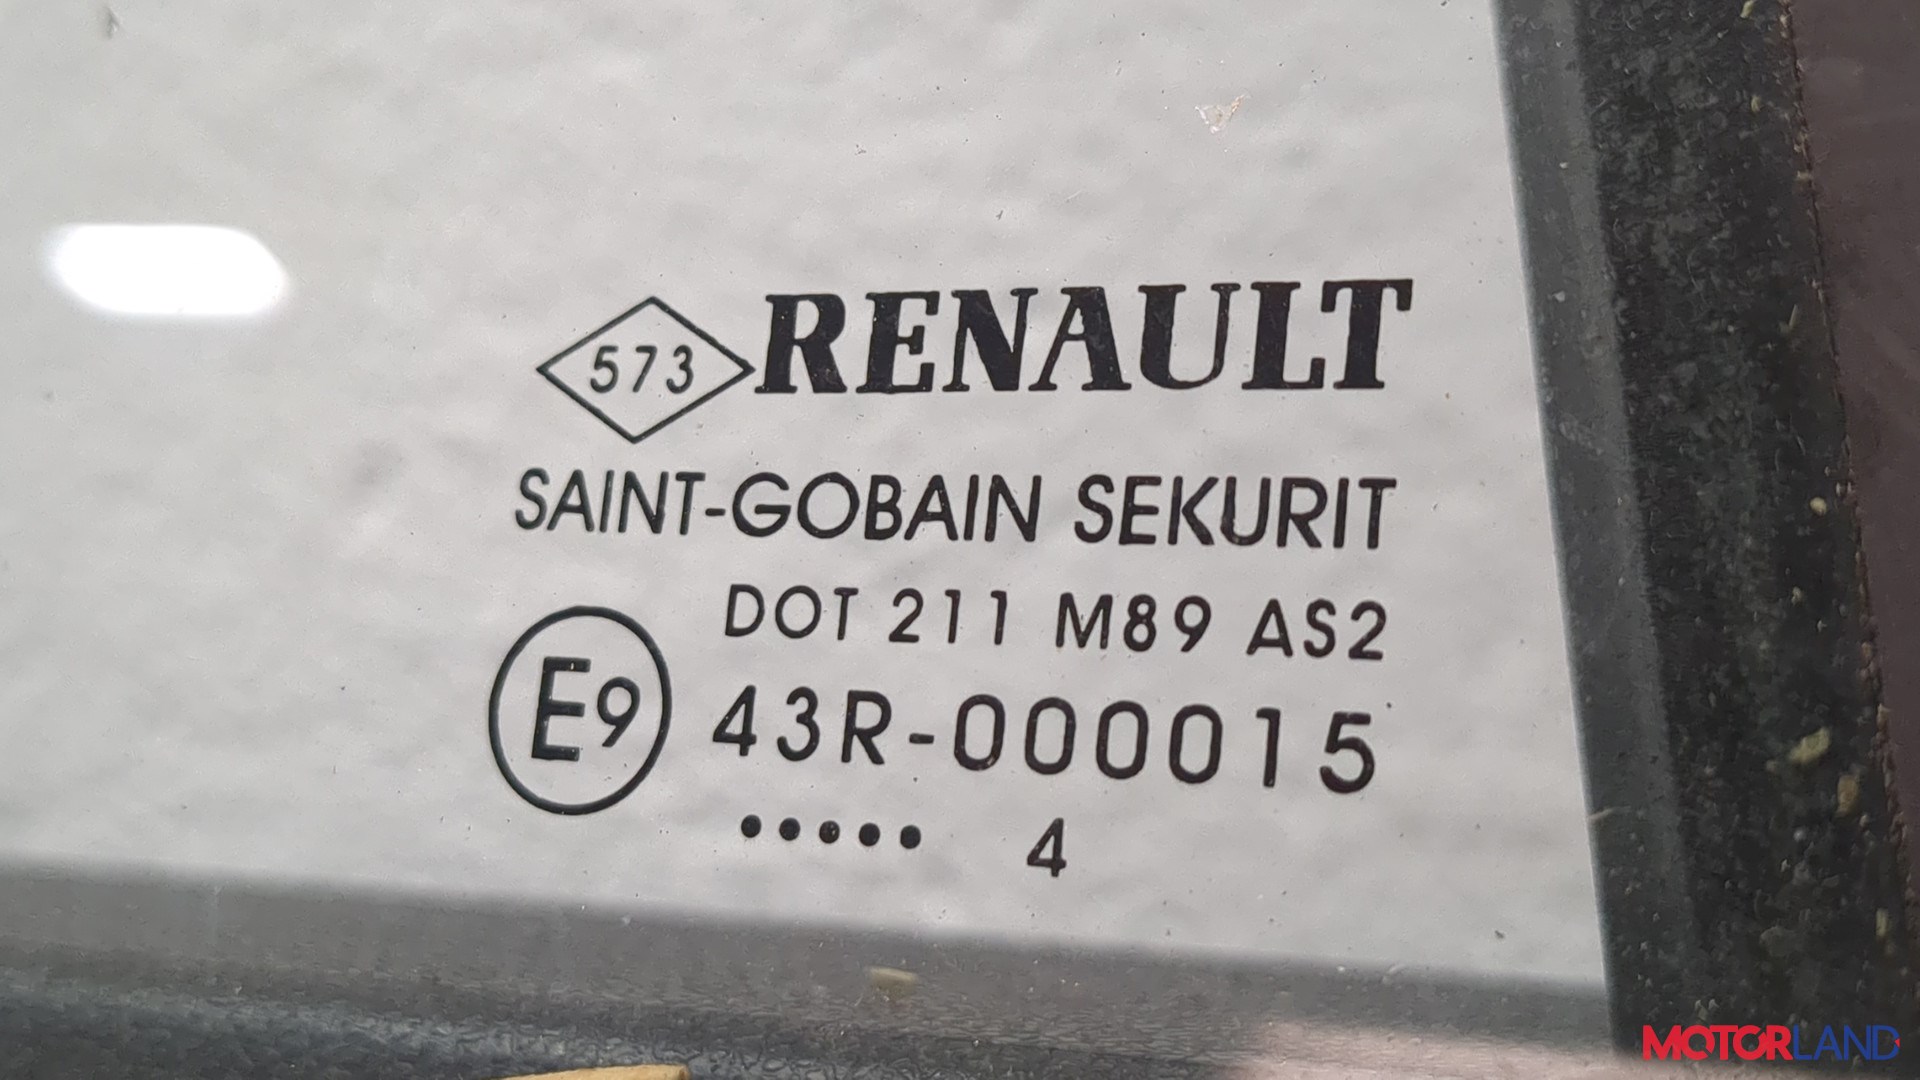 573 RENAULT
SAINT-GOBAIN SEKURIT
DOT 211 M89 AS2
E9 43R-000015
••••• 4
MOTORLAND